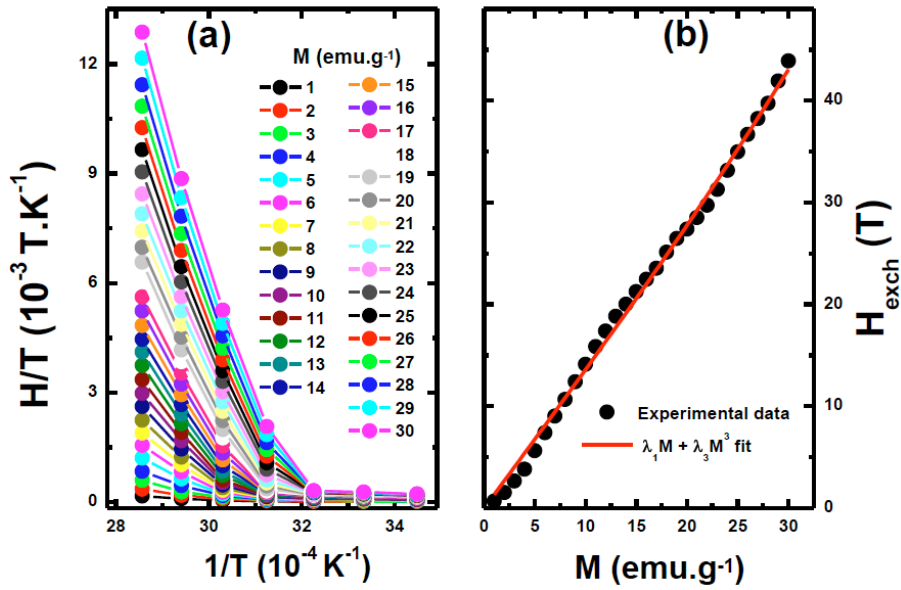 (a)
M (emu.g⁻¹)
1 15
2 16
3 17
4 18
5 19
6 20
7 21
8 22
9 23
10 24
11 25
12 26
13 27
14 28
29
30
12
9
6
3
0
28 30 32 34
H/T (10⁻³ T.K⁻¹)
1/T (10⁻⁴ K⁻¹)
(b)
Experimental data
λ₁M + λ₃M³ fit
40
30
20
10
0
0 5 10 15 20 25 30
M (emu.g⁻¹)
H_exch (T)